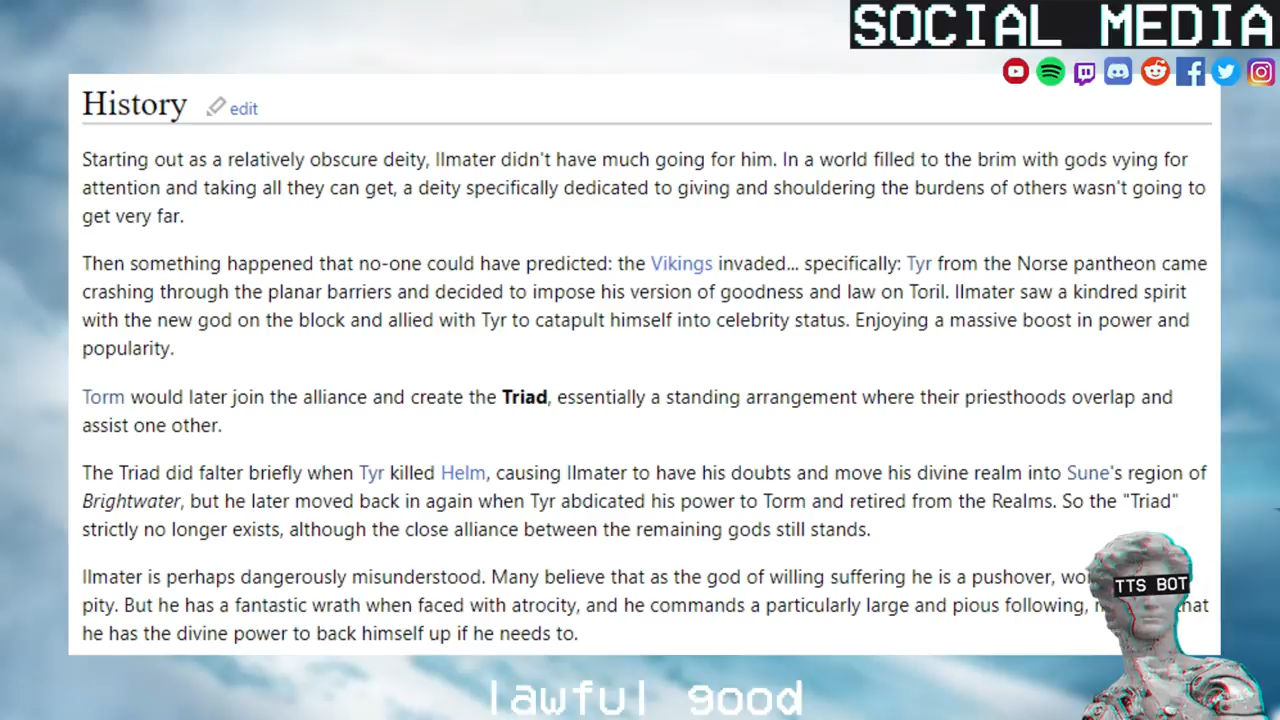 SOCIAL MEDIA
History edit
Starting out as a relatively obscure deity, Ilmater didn't have much going for him. In a world filled to the brim with gods vying for
attention and taking all they can get, a deity specifically dedicated to giving and shouldering the burdens of others wasn't going to
get very far.
Then something happened that no-one could have predicted: the Vikings invaded... specifically: Tyr from the Norse pantheon came
crashing through the planar barriers and decided to impose his version of goodness and law on Toril. Ilmater saw a kindred spirit
with the new god on the block and allied with Tyr to catapult himself into celebrity status. Enjoying a massive boost in power and
popularity.
Torm would later join the alliance and create the Triad, essentially a standing arrangement where their priesthoods overlap and
assist one other.
The Triad did falter briefly when Tyr killed Helm, causing Ilmater to have his doubts and move his divine realm into Sune's region of
Brightwater, but he later moved back in again when Tyr abdicated his power to Torm and retired from the Realms. So the "Triad"
strictly no longer exists, although the close alliance between the remaining gods still stands.
Ilmater is perhaps dangerously misunderstood. Many believe that as the god of willing suffering he is a pushover,
pity. But he has a fantastic wrath when faced with atrocity, and he commands a particularly large and pious following,
he has the divine power to back himself up if he needs to.
TTS BOT
lawful good